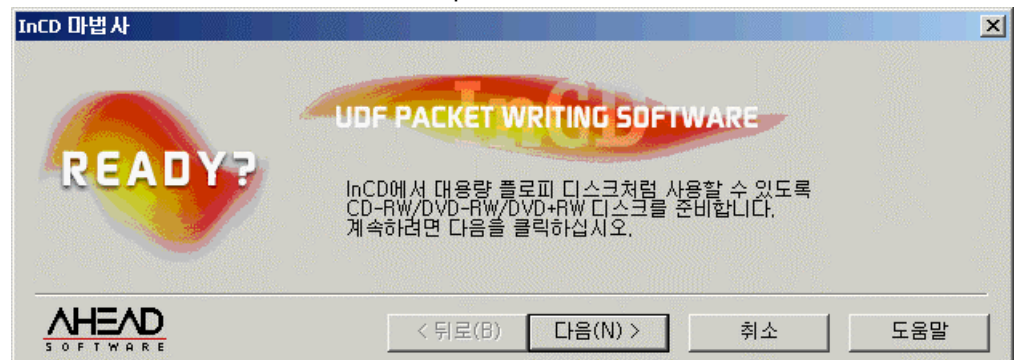 InCD 마법사
InCD
UDF PACKET WRITING SOFTWARE
READY?
InCD에서 대용량 플로피 디스크처럼 사용할 수 있도록
CD-RW/DVD-RW/DVD+RW 디스크를 준비합니다.
계속하려면 다음을 클릭하십시오.
AHEAD
SOFTWARE
< 뒤로(B) 다음(N) > 취소 도움말